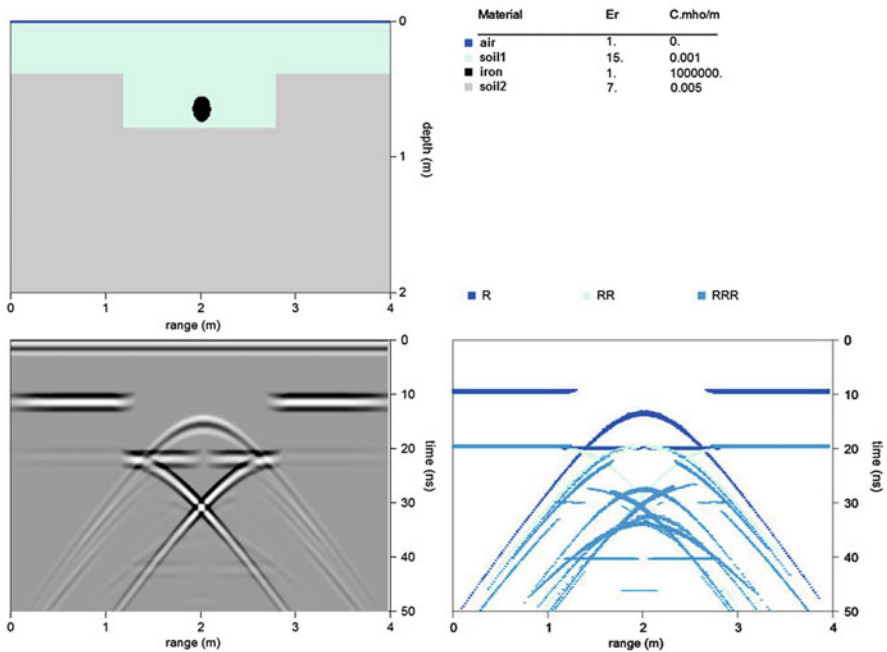 0
1
2
depth (m)
0 1 2 3 4
range (m)
Material Er C.mho/m
air 1. 0.
soil1 15. 0.001
iron 1. 1000000.
soil2 7. 0.005
R RR RRR
0
10
20
30
40
50
time (ns)
0 1 2 3 4
range (m)
0
10
20
30
40
50
time (ns)
0 1 2 3 4
range (m)